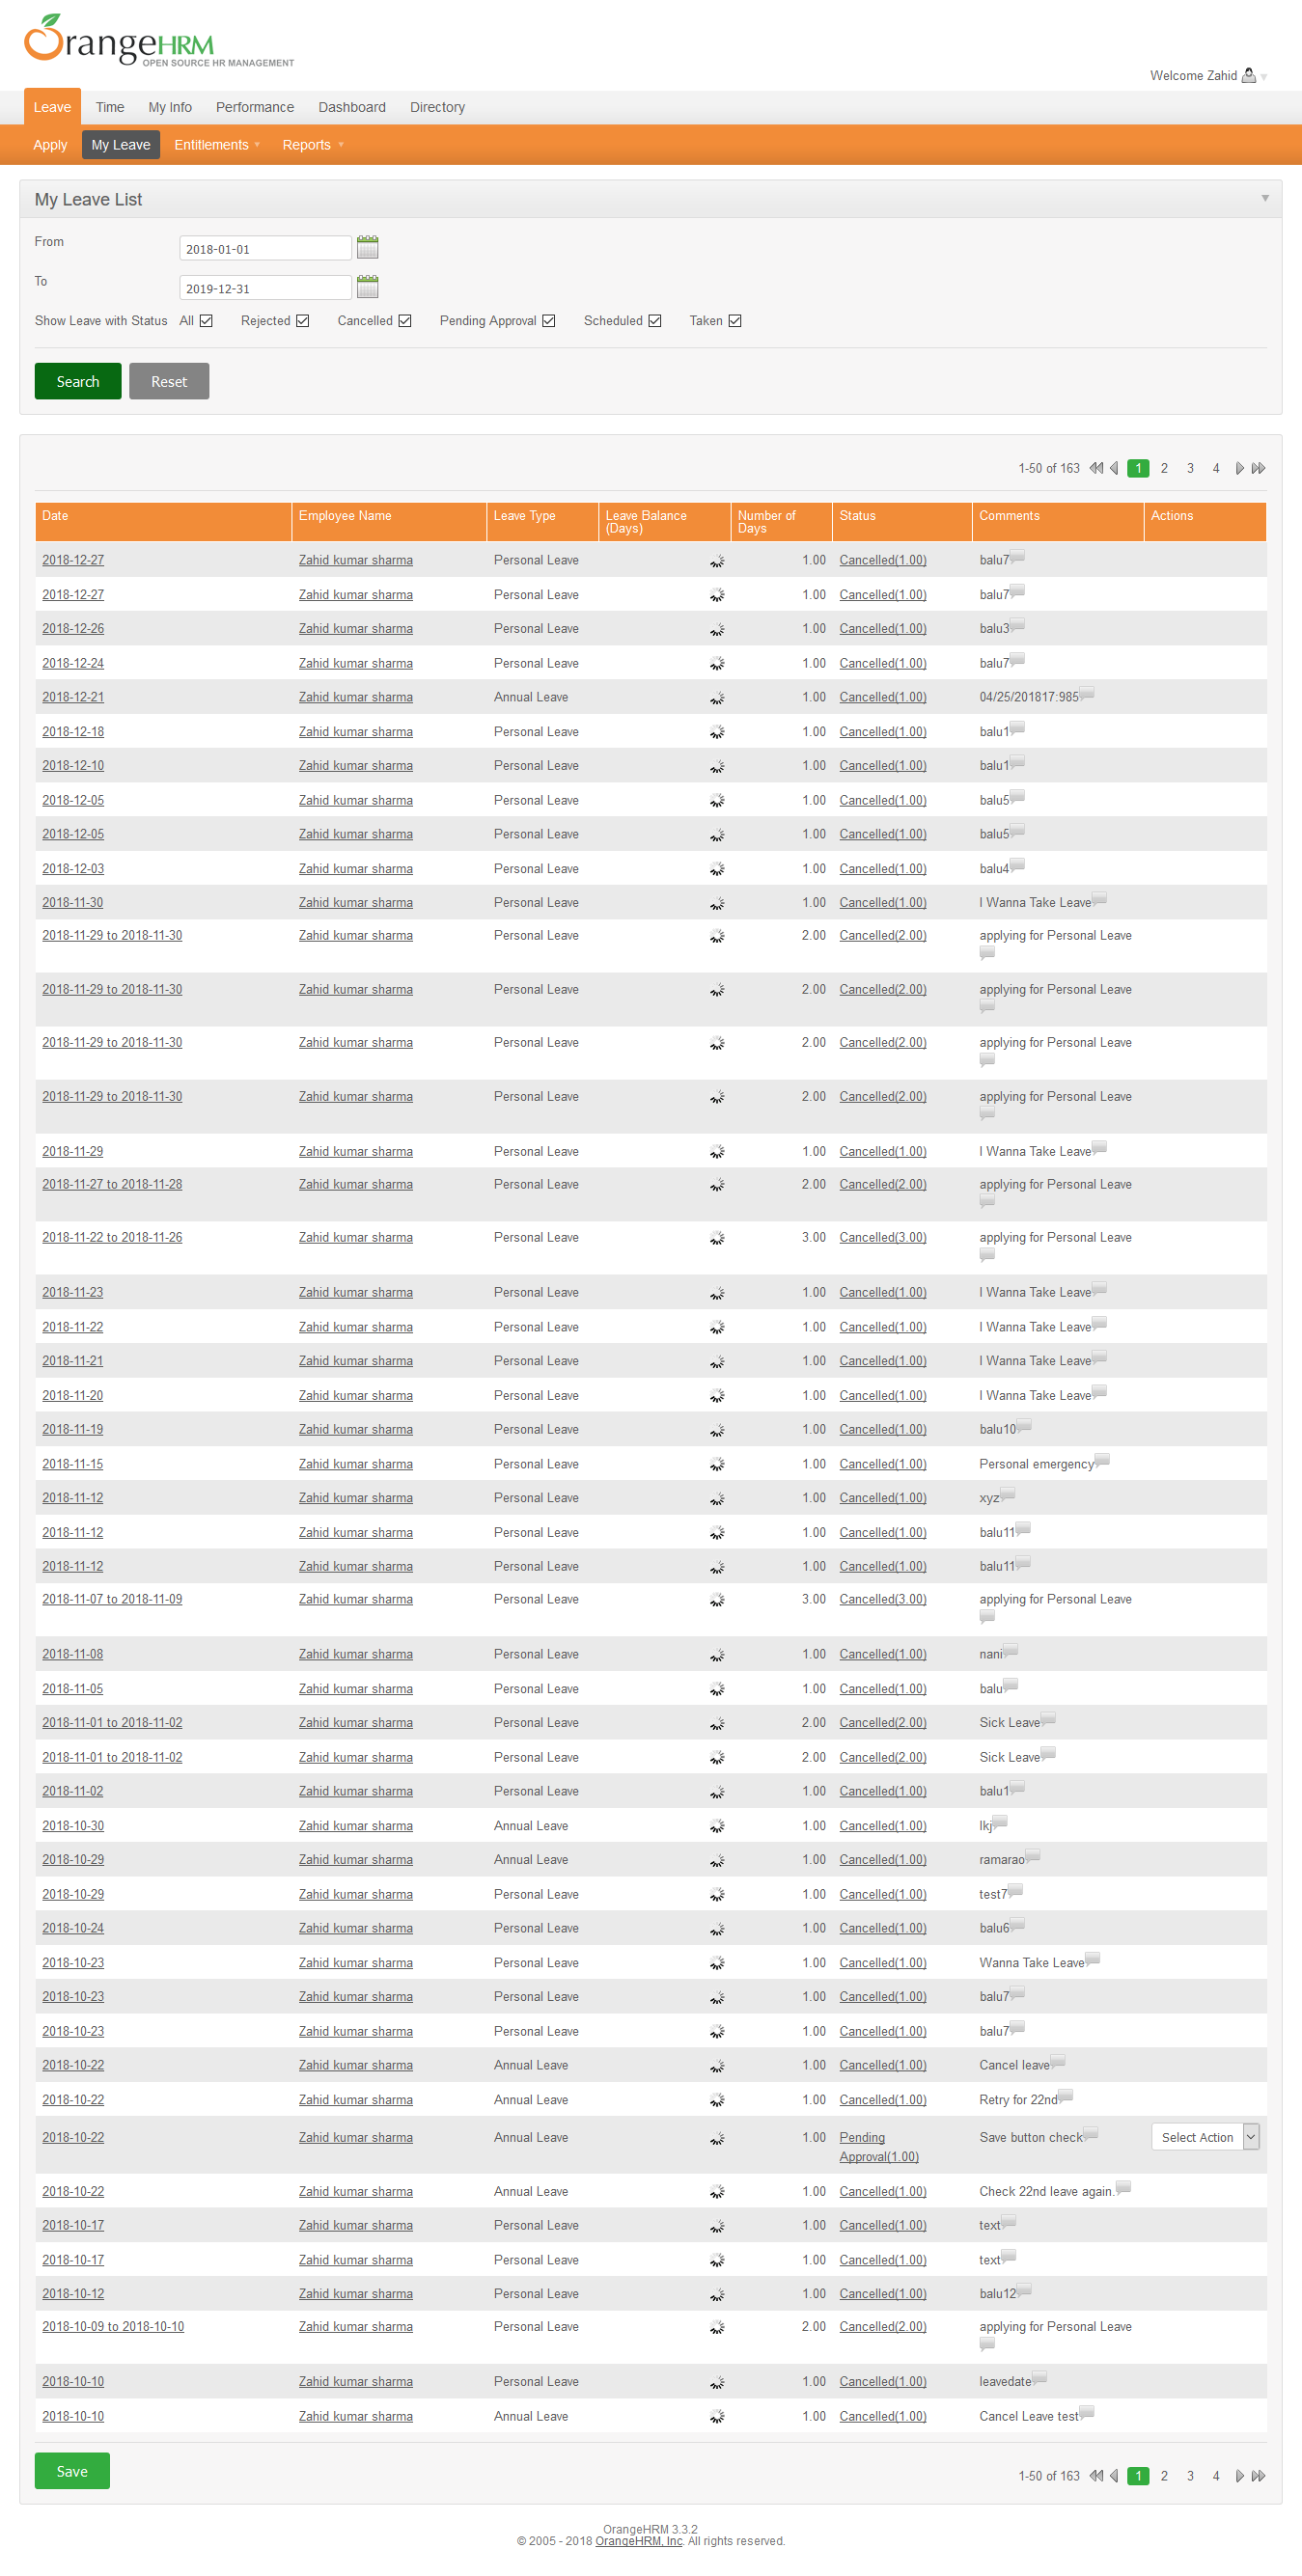 OrangeHRM
OPEN SOURCE HR MANAGEMENT
Welcome Zahid
Leave Time My Info Performance Dashboard Directory
Apply My Leave Entitlements Reports
My Leave List
From 2018-01-01
To 2019-12-31
Show Leave with Status All Rejected Cancelled Pending Approval Scheduled Taken
Search Reset
1-50 of 163 1 2 3 4
Date Employee Name Leave Type Leave Balance (Days) Number of Days Status Comments Actions
2018-12-27 Zahid kumar sharma Personal Leave 1.00 Cancelled(1.00) balu7
2018-12-27 Zahid kumar sharma Personal Leave 1.00 Cancelled(1.00) balu7
2018-12-26 Zahid kumar sharma Personal Leave 1.00 Cancelled(1.00) balu3
2018-12-24 Zahid kumar sharma Personal Leave 1.00 Cancelled(1.00) balu7
2018-12-21 Zahid kumar sharma Annual Leave 1.00 Cancelled(1.00) 04/25/201817:985
2018-12-18 Zahid kumar sharma Personal Leave 1.00 Cancelled(1.00) balu1
2018-12-10 Zahid kumar sharma Personal Leave 1.00 Cancelled(1.00) balu1
2018-12-05 Zahid kumar sharma Personal Leave 1.00 Cancelled(1.00) balu5
2018-12-05 Zahid kumar sharma Personal Leave 1.00 Cancelled(1.00) balu5
2018-12-03 Zahid kumar sharma Personal Leave 1.00 Cancelled(1.00) balu4
2018-11-30 Zahid kumar sharma Personal Leave 1.00 Cancelled(1.00) I Wanna Take Leave
2018-11-29 to 2018-11-30 Zahid kumar sharma Personal Leave 2.00 Cancelled(2.00) applying for Personal Leave
2018-11-29 to 2018-11-30 Zahid kumar sharma Personal Leave 2.00 Cancelled(2.00) applying for Personal Leave
2018-11-29 to 2018-11-30 Zahid kumar sharma Personal Leave 2.00 Cancelled(2.00) applying for Personal Leave
2018-11-29 to 2018-11-30 Zahid kumar sharma Personal Leave 2.00 Cancelled(2.00) applying for Personal Leave
2018-11-29 Zahid kumar sharma Personal Leave 1.00 Cancelled(1.00) I Wanna Take Leave
2018-11-27 to 2018-11-28 Zahid kumar sharma Personal Leave 2.00 Cancelled(2.00) applying for Personal Leave
2018-11-22 to 2018-11-26 Zahid kumar sharma Personal Leave 3.00 Cancelled(3.00) applying for Personal Leave
2018-11-23 Zahid kumar sharma Personal Leave 1.00 Cancelled(1.00) I Wanna Take Leave
2018-11-22 Zahid kumar sharma Personal Leave 1.00 Cancelled(1.00) I Wanna Take Leave
2018-11-21 Zahid kumar sharma Personal Leave 1.00 Cancelled(1.00) I Wanna Take Leave
2018-11-20 Zahid kumar sharma Personal Leave 1.00 Cancelled(1.00) I Wanna Take Leave
2018-11-19 Zahid kumar sharma Personal Leave 1.00 Cancelled(1.00) balu10
2018-11-15 Zahid kumar sharma Personal Leave 1.00 Cancelled(1.00) Personal emergency
2018-11-12 Zahid kumar sharma Personal Leave 1.00 Cancelled(1.00) xyz
2018-11-12 Zahid kumar sharma Personal Leave 1.00 Cancelled(1.00) balu11
2018-11-12 Zahid kumar sharma Personal Leave 1.00 Cancelled(1.00) balu11
2018-11-07 to 2018-11-09 Zahid kumar sharma Personal Leave 3.00 Cancelled(3.00) applying for Personal Leave
2018-11-08 Zahid kumar sharma Personal Leave 1.00 Cancelled(1.00) nani
2018-11-05 Zahid kumar sharma Personal Leave 1.00 Cancelled(1.00) balu
2018-11-01 to 2018-11-02 Zahid kumar sharma Personal Leave 2.00 Cancelled(2.00) Sick Leave
2018-11-01 to 2018-11-02 Zahid kumar sharma Personal Leave 2.00 Cancelled(2.00) Sick Leave
2018-11-02 Zahid kumar sharma Personal Leave 1.00 Cancelled(1.00) balu1
2018-10-30 Zahid kumar sharma Annual Leave 1.00 Cancelled(1.00) lkj
2018-10-29 Zahid kumar sharma Annual Leave 1.00 Cancelled(1.00) ramarao
2018-10-29 Zahid kumar sharma Personal Leave 1.00 Cancelled(1.00) test7
2018-10-24 Zahid kumar sharma Personal Leave 1.00 Cancelled(1.00) balu6
2018-10-23 Zahid kumar sharma Personal Leave 1.00 Cancelled(1.00) Wanna Take Leave
2018-10-23 Zahid kumar sharma Personal Leave 1.00 Cancelled(1.00) balu7
2018-10-23 Zahid kumar sharma Personal Leave 1.00 Cancelled(1.00) balu7
2018-10-22 Zahid kumar sharma Annual Leave 1.00 Cancelled(1.00) Cancel leave
2018-10-22 Zahid kumar sharma Annual Leave 1.00 Cancelled(1.00) Retry for 22nd
2018-10-22 Zahid kumar sharma Annual Leave 1.00 Pending Approval(1.00) Save button check Select Action
2018-10-22 Zahid kumar sharma Annual Leave 1.00 Cancelled(1.00) Check 22nd leave again.
2018-10-17 Zahid kumar sharma Personal Leave 1.00 Cancelled(1.00) text
2018-10-17 Zahid kumar sharma Personal Leave 1.00 Cancelled(1.00) text
2018-10-12 Zahid kumar sharma Personal Leave 1.00 Cancelled(1.00) balu12
2018-10-09 to 2018-10-10 Zahid kumar sharma Personal Leave 2.00 Cancelled(2.00) applying for Personal Leave
2018-10-10 Zahid kumar sharma Personal Leave 1.00 Cancelled(1.00) leavedate
2018-10-10 Zahid kumar sharma Annual Leave 1.00 Cancelled(1.00) Cancel Leave test
Save
1-50 of 163 1 2 3 4
OrangeHRM 3.3.2
© 2005 - 2018 OrangeHRM, Inc. All rights reserved.